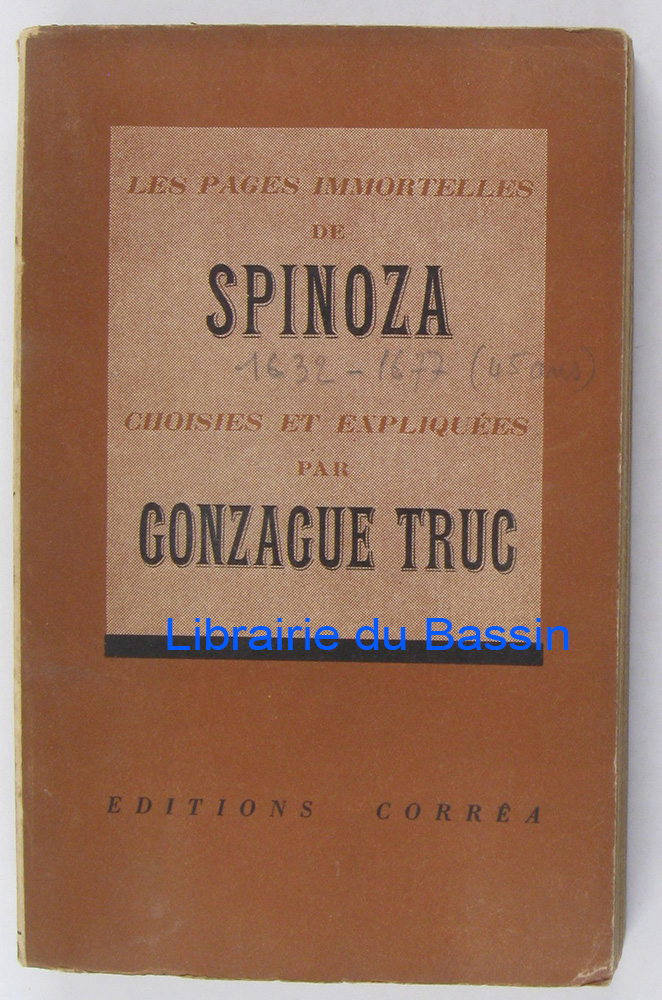 LES PAGES IMMORTELLES
DE
SPINOZA
1632 - 1677 (45 ans)
CHOISIES ET EXPLIQUÉES
PAR
GONZAGUE TRUC
Librairie du Bassin
EDITIONS CORRÊA